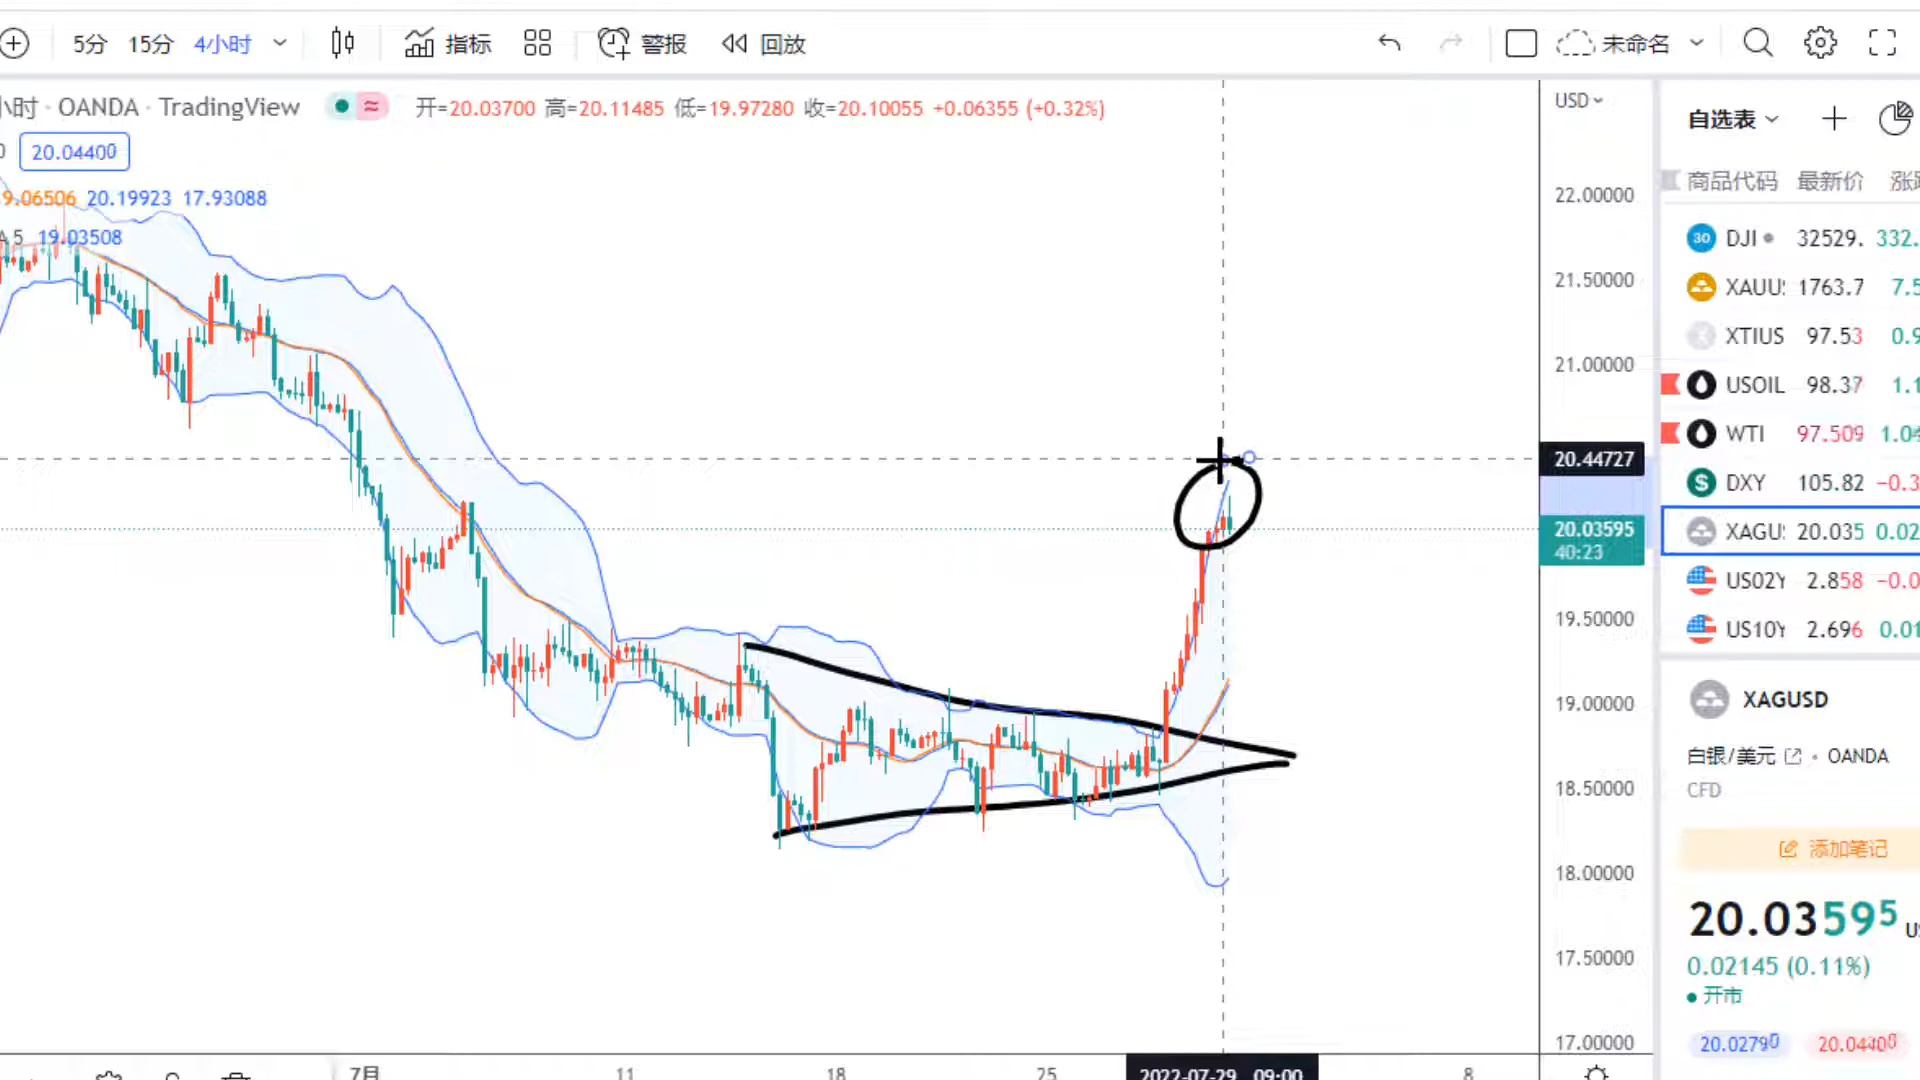 5分 15分 4小时 指标 警报 回放 未命名
小时 · OANDA · TradingView 开=20.03700 高=20.11485 低=19.97280 收=20.10055 +0.06355 (+0.32%)
20.04400
9.06506 20.19923 17.93088
A 5 19.03508
USD
22.00000
21.50000
21.00000
20.44727
20.03595
40:23
19.50000
19.00000
18.50000
18.00000
17.50000
17.00000
7月 11 18 25 2022-07-29 09:00 8
自选表
商品代码 最新价
30 DJI 32529. 332.
XAUU 1763.7 7.5
XTIUS 97.53 0.9
USOIL 98.37 1.1
WTI 97.509 1.0
S DXY 105.82 −0.3
XAGU 20.035 0.02
US02Y 2.858 −0.0
US10Y 2.696 0.01
XAGUSD
白银/美元 · OANDA
CFD
添加笔记
20.03595
0.02145 (0.11%)
开市
20.02790 20.04400